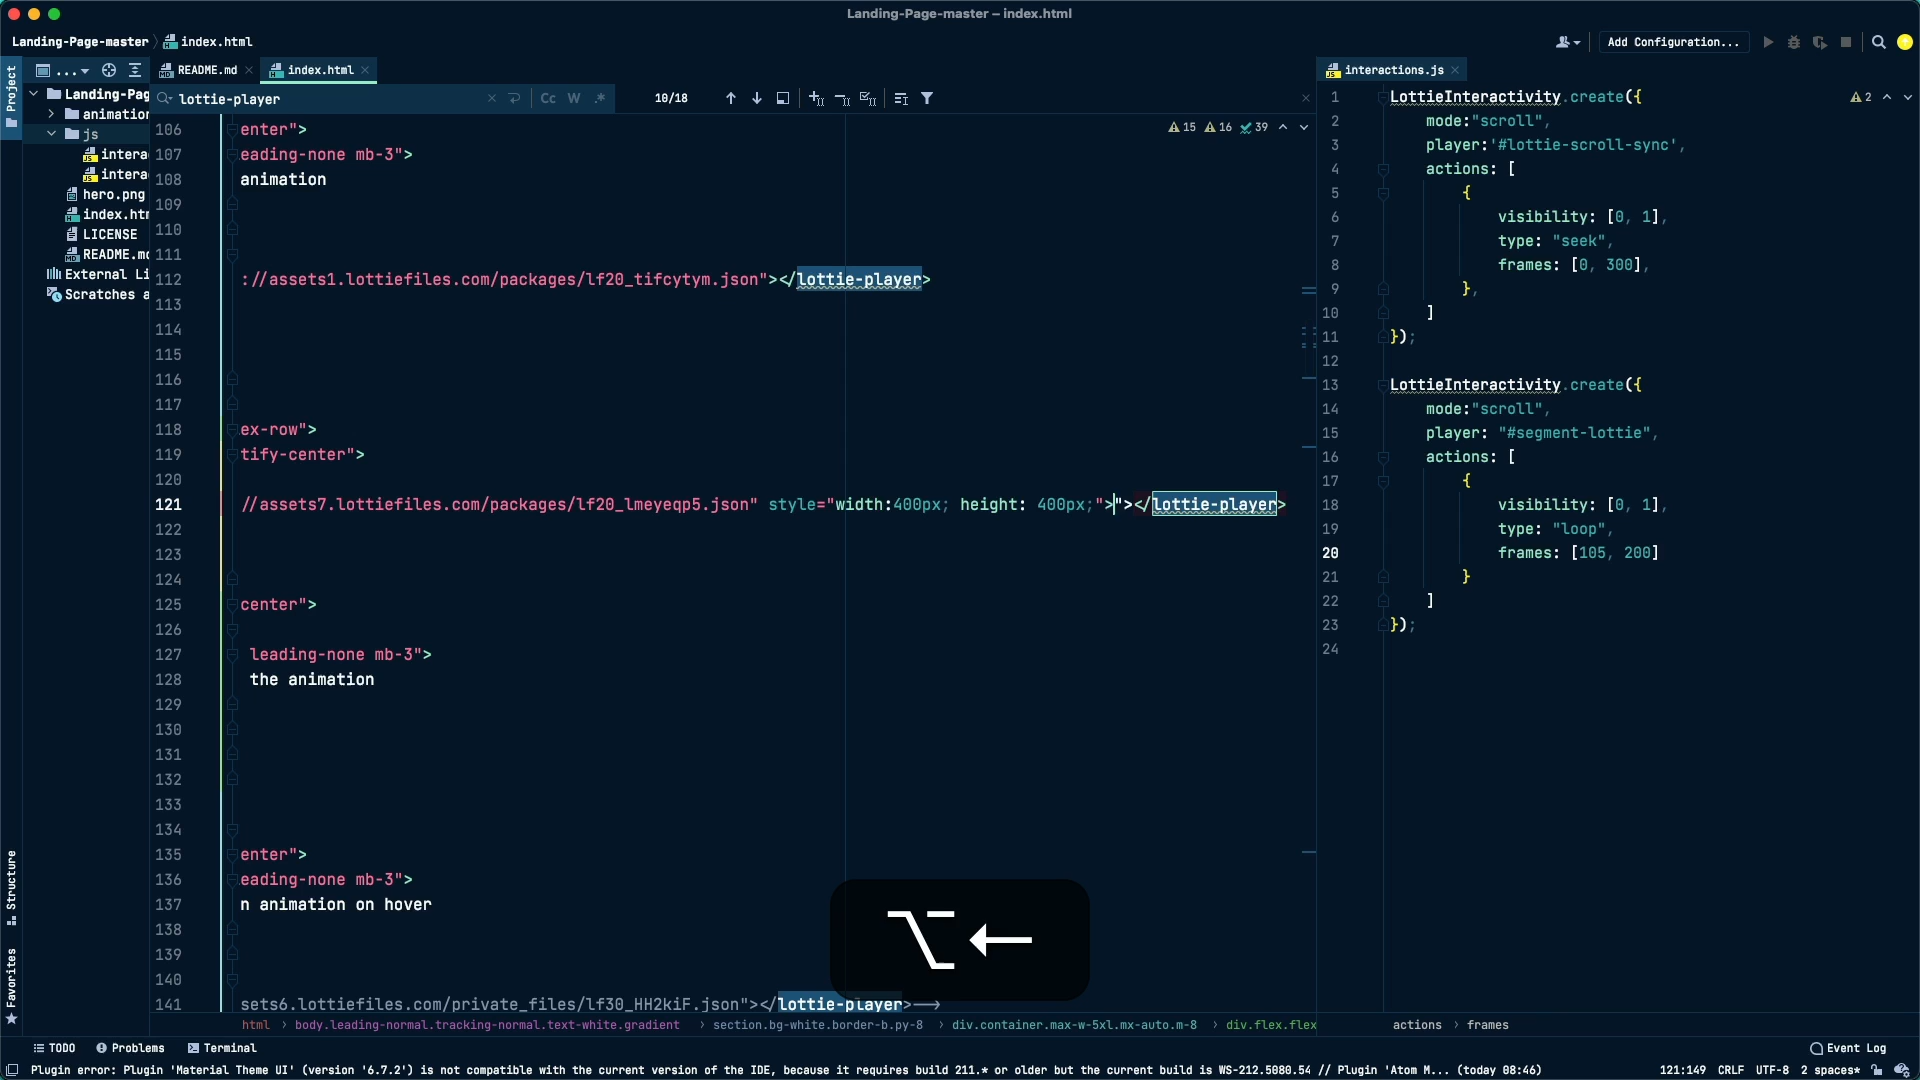 Landing-Page-master – index.html
Landing-Page-master
index.html
Add Configuration...
Project
...
README.md
index.html
interactions.js
lottie-player
Cc W .*
10/18
Landing-Pag
animation
js
intera
intera
hero.png
index.htm
LICENSE
README.md
External Li
Scratches a
15 16 39
106 enter">
107 eading-none mb-3">
108 animation
109
110
111
112 ://assets1.lottiefiles.com/packages/lf20_tifcytym.json"></lottie-player>
113
114
115
116
117
118 ex-row">
119 tify-center">
120
121 //assets7.lottiefiles.com/packages/lf20_lmeyeqp5.json" style="width:400px; height: 400px;">"></lottie-player>
122
123
124
125 center">
126
127 leading-none mb-3">
128 the animation
129
130
131
132
133
134
135 enter">
136 eading-none mb-3">
137 n animation on hover
138
139
140
141 sets6.lottiefiles.com/private_files/lf30_HH2kiF.json"></lottie-player>-->
2
1 LottieInteractivity.create({
2 mode:"scroll",
3 player:'#lottie-scroll-sync',
4 actions: [
5 {
6 visibility: [0, 1],
7 type: "seek",
8 frames: [0, 300],
9 },
10 ]
11 });
12
13 LottieInteractivity.create({
14 mode:"scroll",
15 player: "#segment-lottie",
16 actions: [
17 {
18 visibility: [0, 1],
19 type: "loop",
20 frames: [105, 200]
21 }
22 ]
23 });
24
⌥←
Structure
Favorites
html › body.leading-normal.tracking-normal.text-white.gradient › section.bg-white.border-b.py-8 › div.container.max-w-5xl.mx-auto.m-8 › div.flex.flex
actions › frames
TODO
Problems
Terminal
Event Log
Plugin error: Plugin 'Material Theme UI' (version '6.7.2') is not compatible with the current version of the IDE, because it requires build 211.* or older but the current build is WS-212.5080.54 // Plugin 'Atom M... (today 08:46)
121:149 CRLF UTF-8 2 spaces*